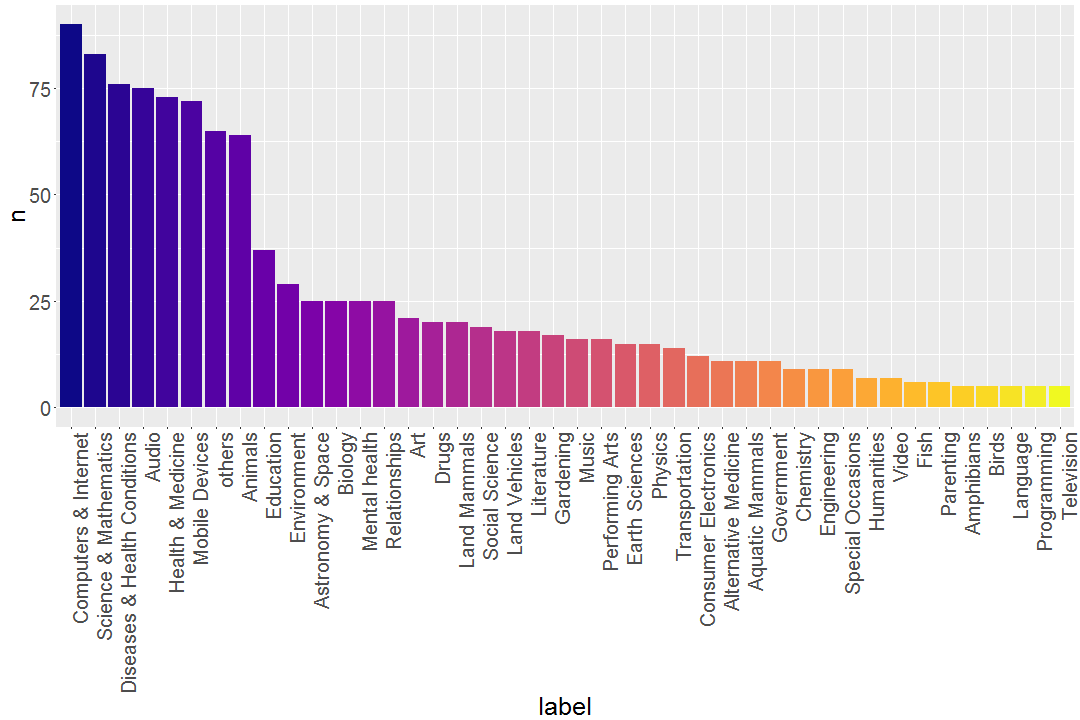 75
50
25
0
n
Computers & Internet
Science & Mathematics
Diseases & Health Conditions
Audio
Health & Medicine
Mobile Devices
others
Animals
Education
Environment
Astronomy & Space
Biology
Mental health
Relationships
Art
Drugs
Land Mammals
Social Science
Land Vehicles
Literature
Gardening
Music
Performing Arts
Earth Sciences
Physics
Transportation
Consumer Electronics
Alternative Medicine
Aquatic Mammals
Government
Chemistry
Engineering
Special Occasions
Humanities
Video
Fish
Parenting
Amphibians
Birds
Language
Programming
Television
label